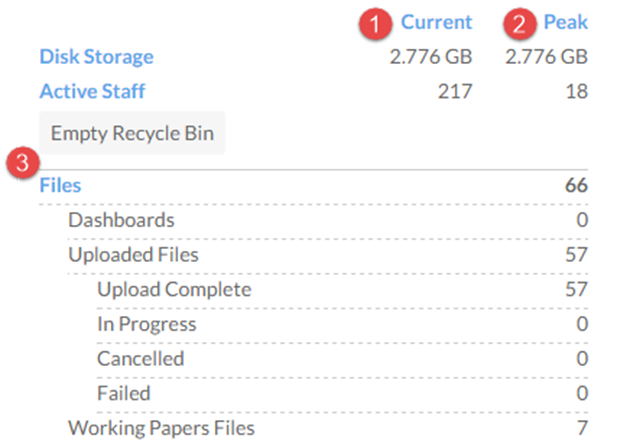 1 Current 2 Peak
Disk Storage 2.776 GB 2.776 GB
Active Staff 217 18
Empty Recycle Bin
3
Files 66
Dashboards 0
Uploaded Files 57
Upload Complete 57
In Progress 0
Cancelled 0
Failed 0
Working Papers Files 7